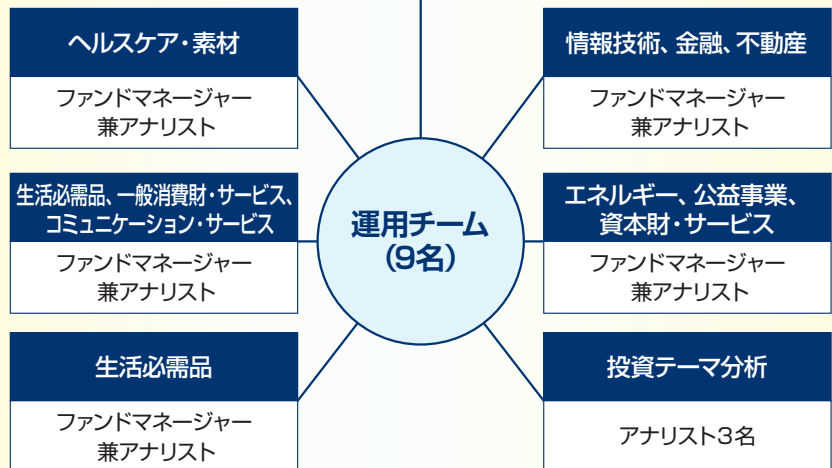 ヘルスケア・素材
ファンドマネージャー
兼アナリスト
情報技術、金融、不動産
ファンドマネージャー
兼アナリスト
生活必需品、一般消費財・サービス、
コミュニケーション・サービス
ファンドマネージャー
兼アナリスト
運用チーム
（9名）
エネルギー、公益事業、
資本財・サービス
ファンドマネージャー
兼アナリスト
生活必需品
ファンドマネージャー
兼アナリスト
投資テーマ分析
アナリスト3名